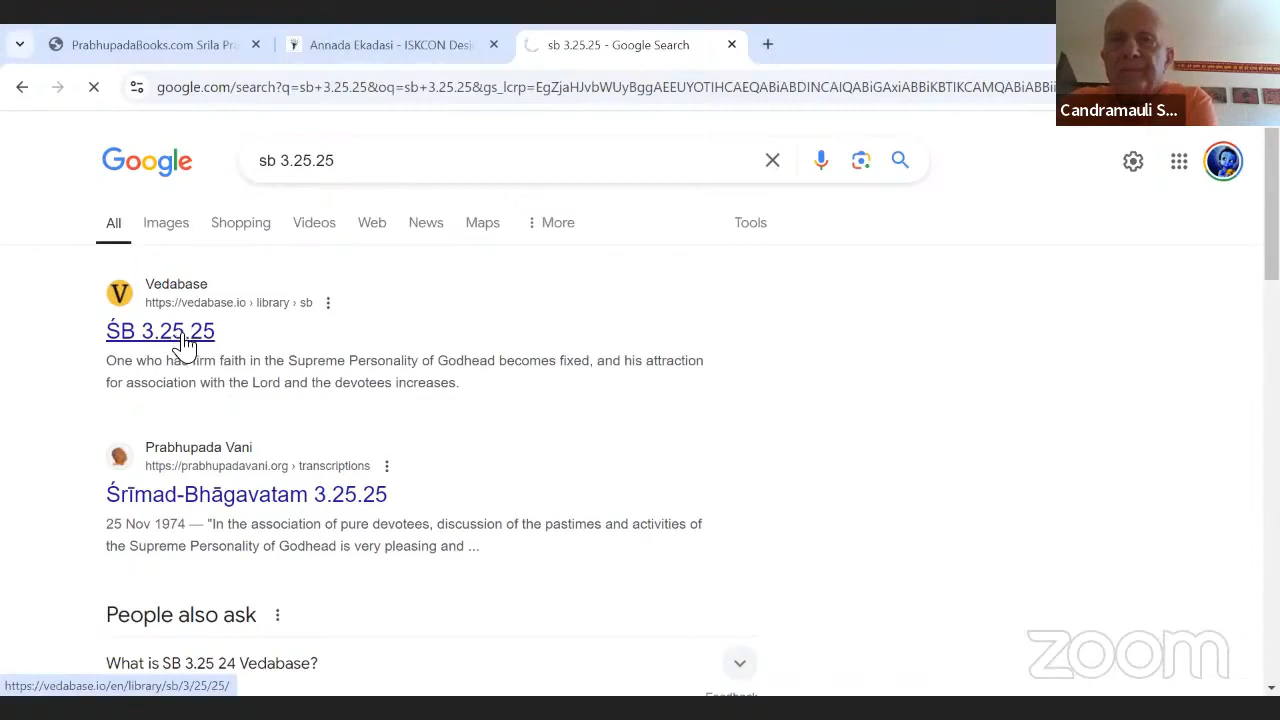 PrabhupadaBooks.com Srila Pra
Annada Ekadasi - ISKCON Desi
sb 3.25.25 - Google Search
google.com/search?q=sb+3.25.25&oq=sb+3.25.25&gs_lcrp=
Candramauli S...
Google
sb 3.25.25
All Images Shopping Videos Web News Maps More Tools
Vedabase
https://vedabase.io › library › sb
ŚB 3.25.25
One who has firm faith in the Supreme Personality of Godhead becomes fixed, and his attraction
for association with the Lord and the devotees increases.
Prabhupada Vani
https://prabhupadavani.org › transcriptions
Śrīmad-Bhāgavatam 3.25.25
25 Nov 1974 — "In the association of pure devotees, discussion of the pastimes and activities of
the Supreme Personality of Godhead is very pleasing and ...
People also ask
What is SB 3.25 24 Vedabase?
Feedback
zoom
https://vedabase.io/en/library/sb/3/25/25/